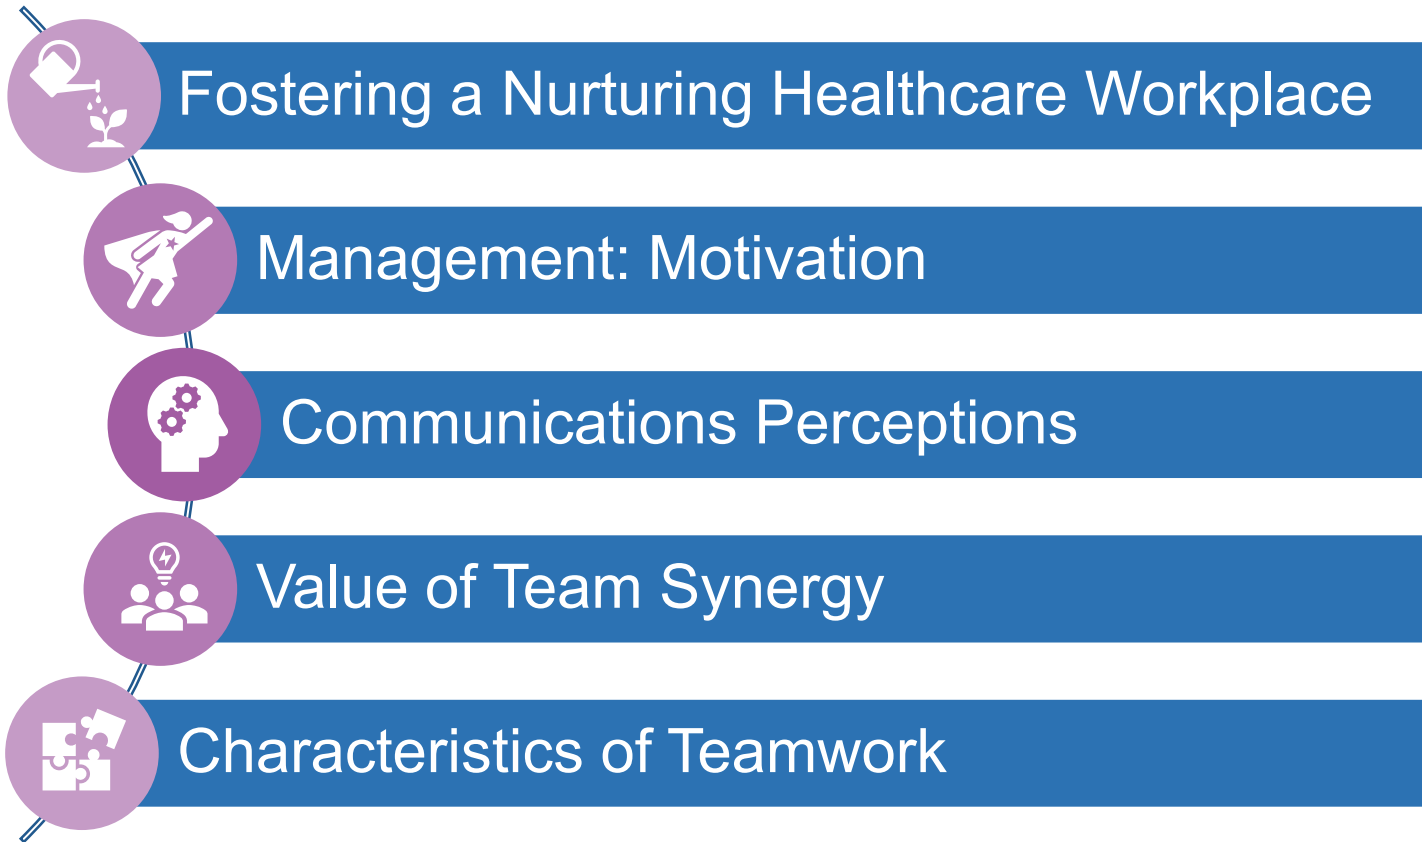 Fostering a Nurturing Healthcare Workplace
Management: Motivation
Communications Perceptions
Value of Team Synergy
Characteristics of Teamwork